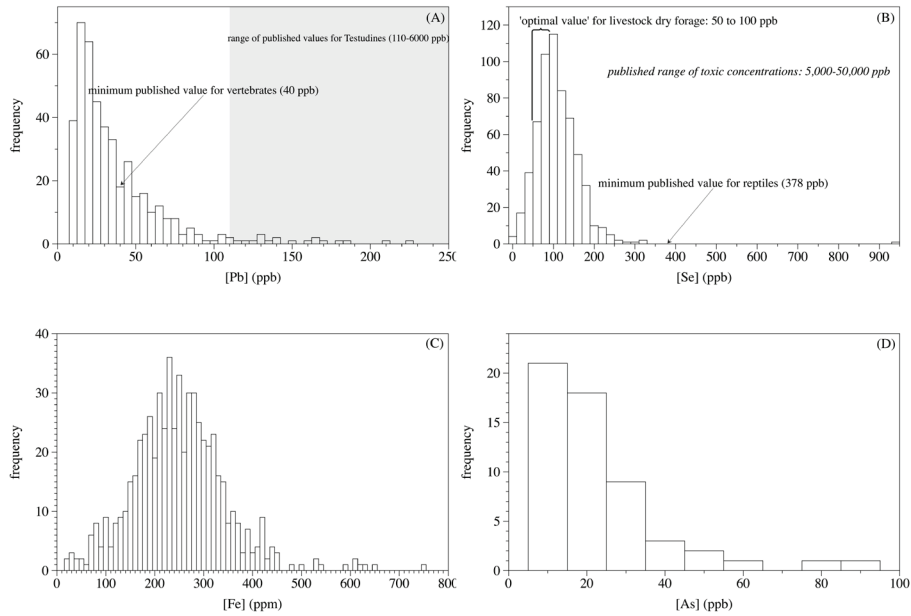 (A)
range of published values for Testudines (110-6000 ppb)
minimum published value for vertebrates (40 ppb)
frequency
60
40
20
0
0 50 100 150 200 250
[Pb] (ppb)
(B)
'optimal value' for livestock dry forage: 50 to 100 ppb
published range of toxic concentrations: 5,000-50,000 ppb
minimum published value for reptiles (378 ppb)
frequency
120
100
80
60
40
20
0
0 100 200 300 400 500 600 700 800 900
[Se] (ppb)
(C)
frequency
40
30
20
10
0
0 100 200 300 400 500 600 700 800
[Fe] (ppm)
(D)
frequency
20
15
10
5
0
0 20 40 60 80 100
[As] (ppb)